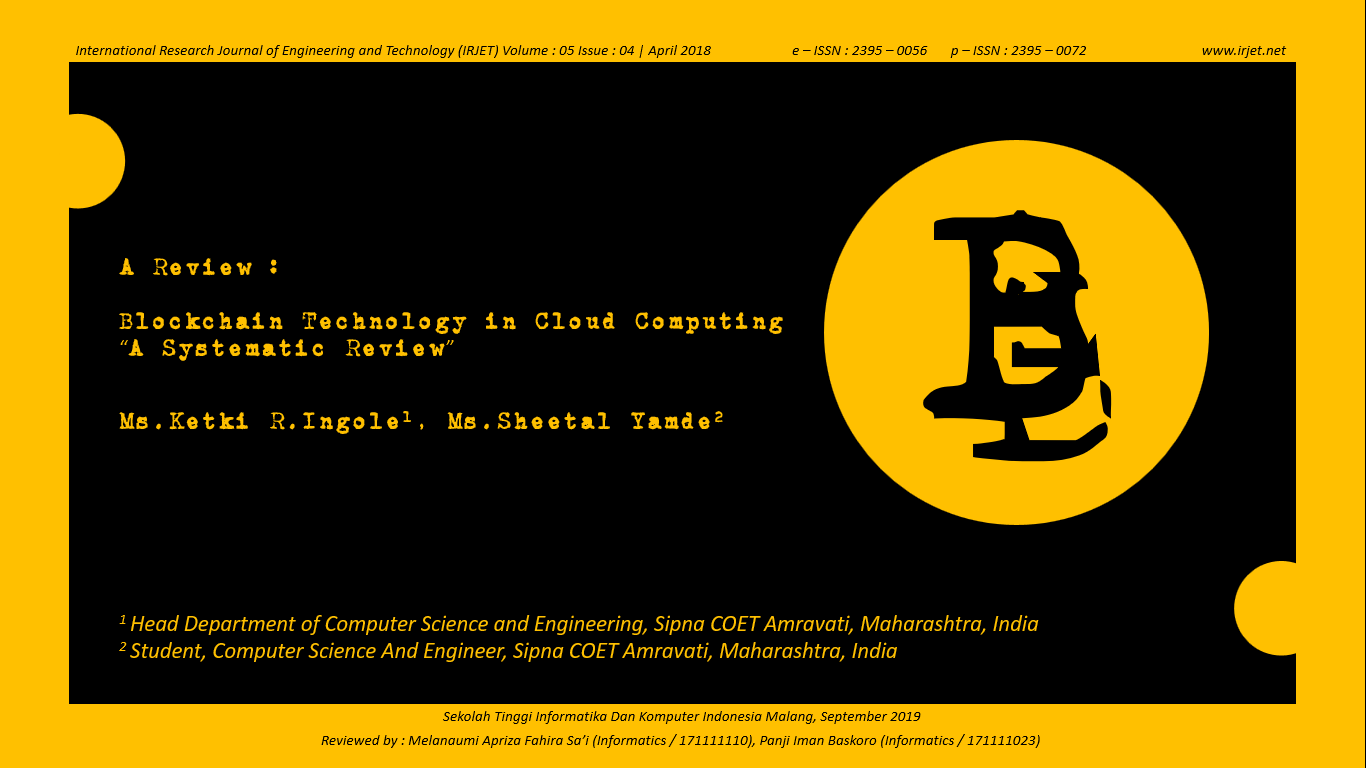 International Research Journal of Engineering and Technology (IRJET) Volume : 05 Issue : 04 | April 2018 e – ISSN : 2395 – 0056 p – ISSN : 2395 – 0072 www.irjet.net
A Review :
Blockchain Technology in Cloud Computing
“A Systematic Review”
Ms.Ketki R.Ingole¹, Ms.Sheetal Yamde²
¹ Head Department of Computer Science and Engineering, Sipna COET Amravati, Maharashtra, India
² Student, Computer Science And Engineer, Sipna COET Amravati, Maharashtra, India
Sekolah Tinggi Informatika Dan Komputer Indonesia Malang, September 2019
Reviewed by : Melanaumi Apriza Fahira Sa’i (Informatics / 171111110), Panji Iman Baskoro (Informatics / 171111023)